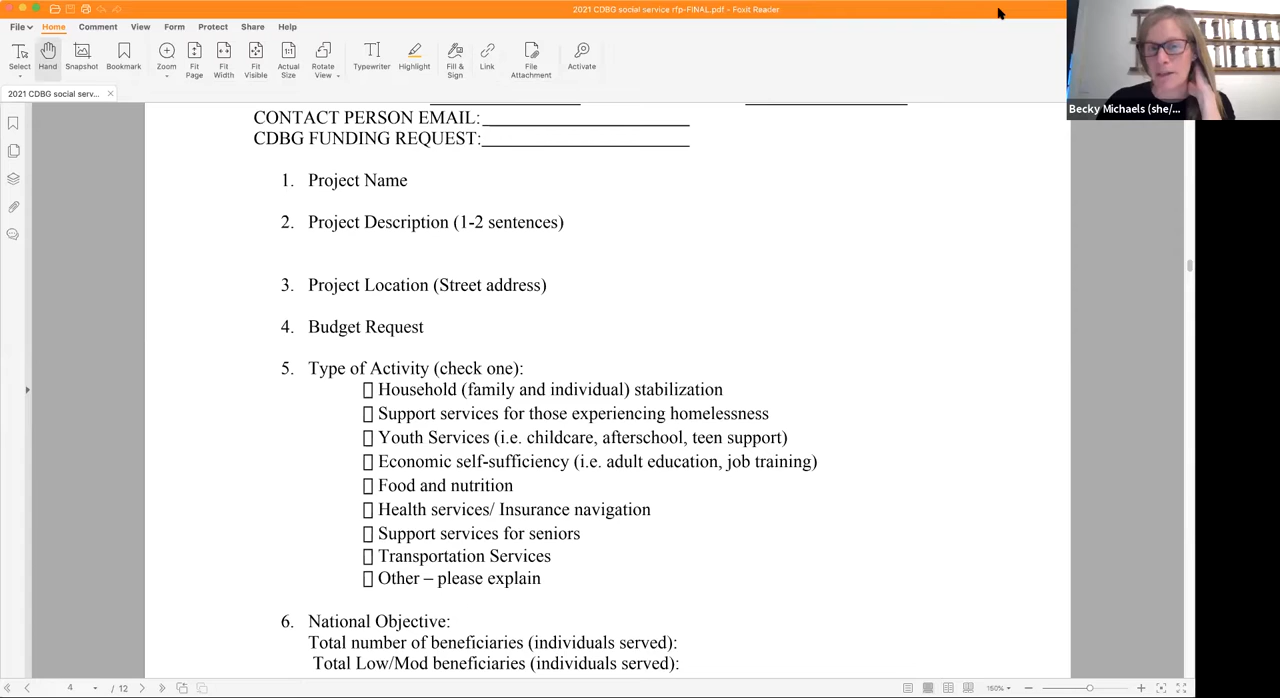 2021 CDBG social service rfp-FINAL.pdf - Foxit Reader
File Home Comment View Form Protect Share Help
Select Hand Snapshot Bookmark Zoom Fit Page Fit Width Fit Visible Actual Size Rotate View Typewriter Highlight Fill & Sign Link File Attachment Activate
2021 CDBG social serv...
Becky Michaels (she/...
CONTACT PERSON EMAIL:
CDBG FUNDING REQUEST:
1. Project Name
2. Project Description (1-2 sentences)
3. Project Location (Street address)
4. Budget Request
5. Type of Activity (check one):
Household (family and individual) stabilization
Support services for those experiencing homelessness
Youth Services (i.e. childcare, afterschool, teen support)
Economic self-sufficiency (i.e. adult education, job training)
Food and nutrition
Health services/ Insurance navigation
Support services for seniors
Transportation Services
Other – please explain
6. National Objective:
Total number of beneficiaries (individuals served):
Total Low/Mod beneficiaries (individuals served):
4 / 12 150%